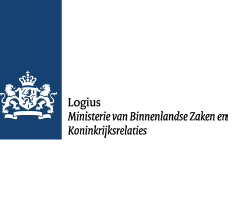 Logius
Ministerie van Binnenlandse Zaken en
Koninkrijksrelaties